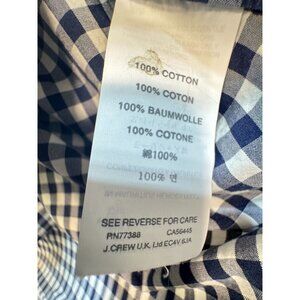 100% COTTON
100% COTON
100% BAUMWOLLE
100% COTONE
綿100%
100% 면
SEE REVERSE FOR CARE
RN77388 CA56445
J.CREW U.K. Ltd EC4V 6JA